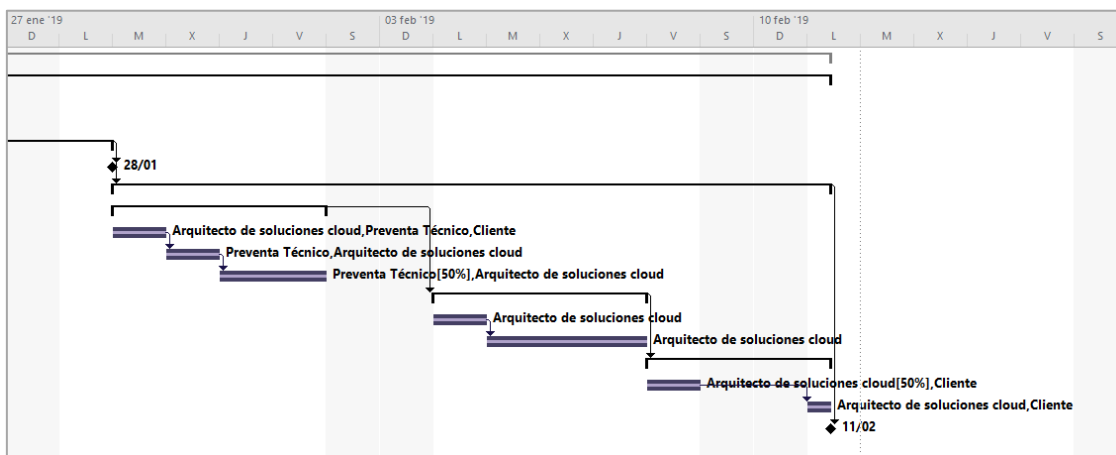 27 ene '19 03 feb '19 10 feb '19
D L M X J V S D L M X J V S D L M X J V S
28/01
Arquitecto de soluciones cloud,Preventa Técnico,Cliente
Preventa Técnico,Arquitecto de soluciones cloud
Preventa Técnico[50%],Arquitecto de soluciones cloud
Arquitecto de soluciones cloud
Arquitecto de soluciones cloud
Arquitecto de soluciones cloud[50%],Cliente
Arquitecto de soluciones cloud,Cliente
11/02